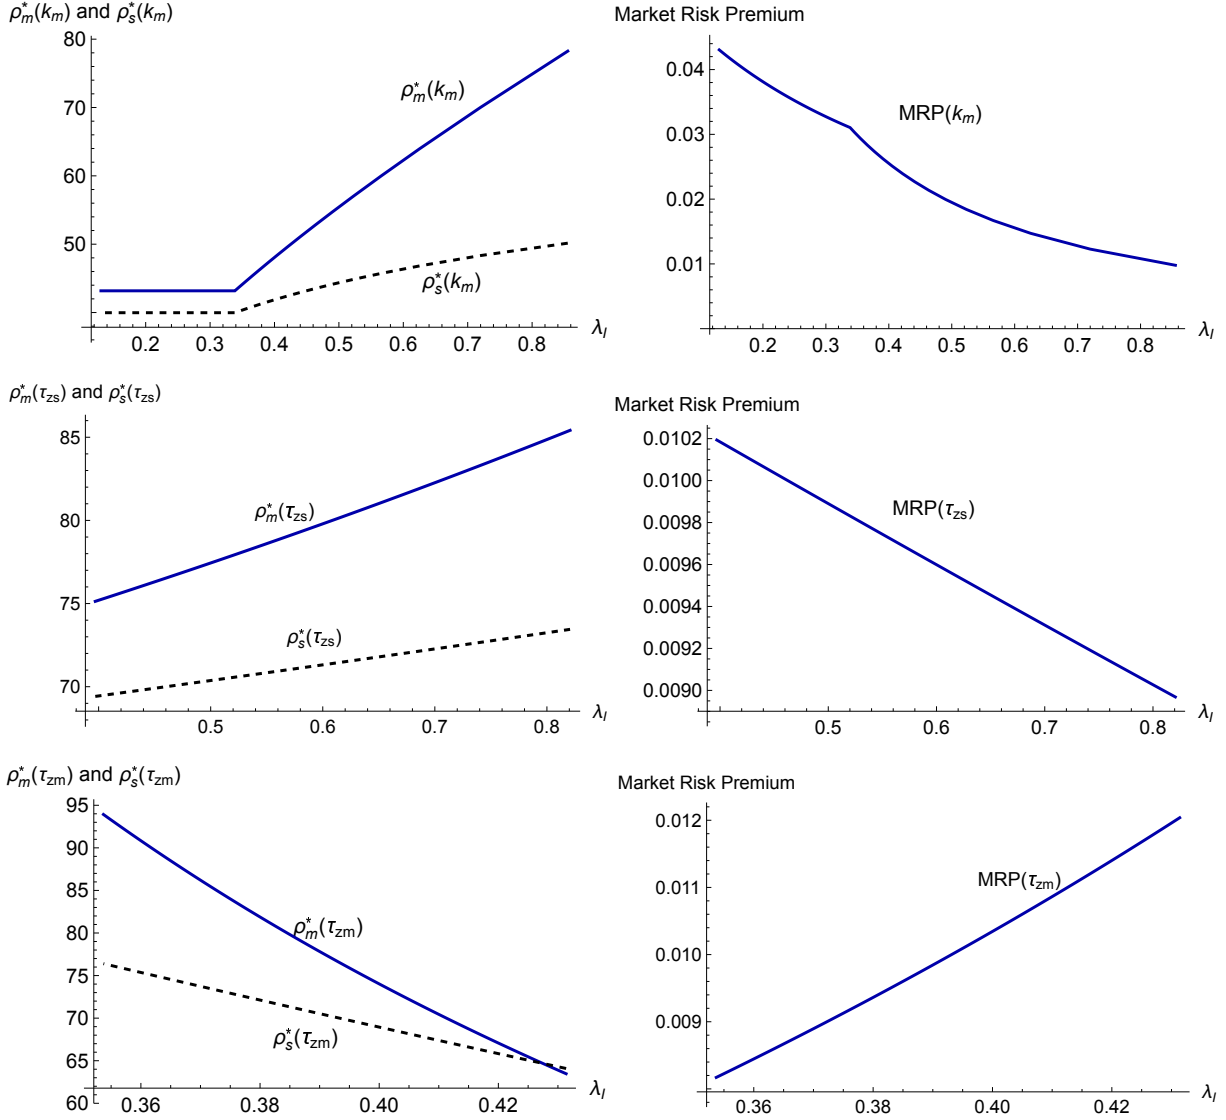 ρ*m(km) and ρ*s(km)
80
70
60
50
ρ*m(km)
ρ*s(km)
0.2 0.3 0.4 0.5 0.6 0.7 0.8
λI
Market Risk Premium
0.04
0.03
0.02
0.01
MRP(km)
0.2 0.3 0.4 0.5 0.6 0.7 0.8
λI
ρ*m(τzs) and ρ*s(τzs)
85
80
75
70
ρ*m(τzs)
ρ*s(τzs)
0.5 0.6 0.7 0.8
λI
Market Risk Premium
0.0102
0.0100
0.0098
0.0096
0.0094
0.0092
0.0090
MRP(τzs)
0.5 0.6 0.7 0.8
λI
ρ*m(τzm) and ρ*s(τzm)
95
90
85
80
75
70
65
60
ρ*m(τzm)
ρ*s(τzm)
0.36 0.38 0.40 0.42
λI
Market Risk Premium
0.012
0.011
0.010
0.009
MRP(τzm)
0.36 0.38 0.40 0.42
λI